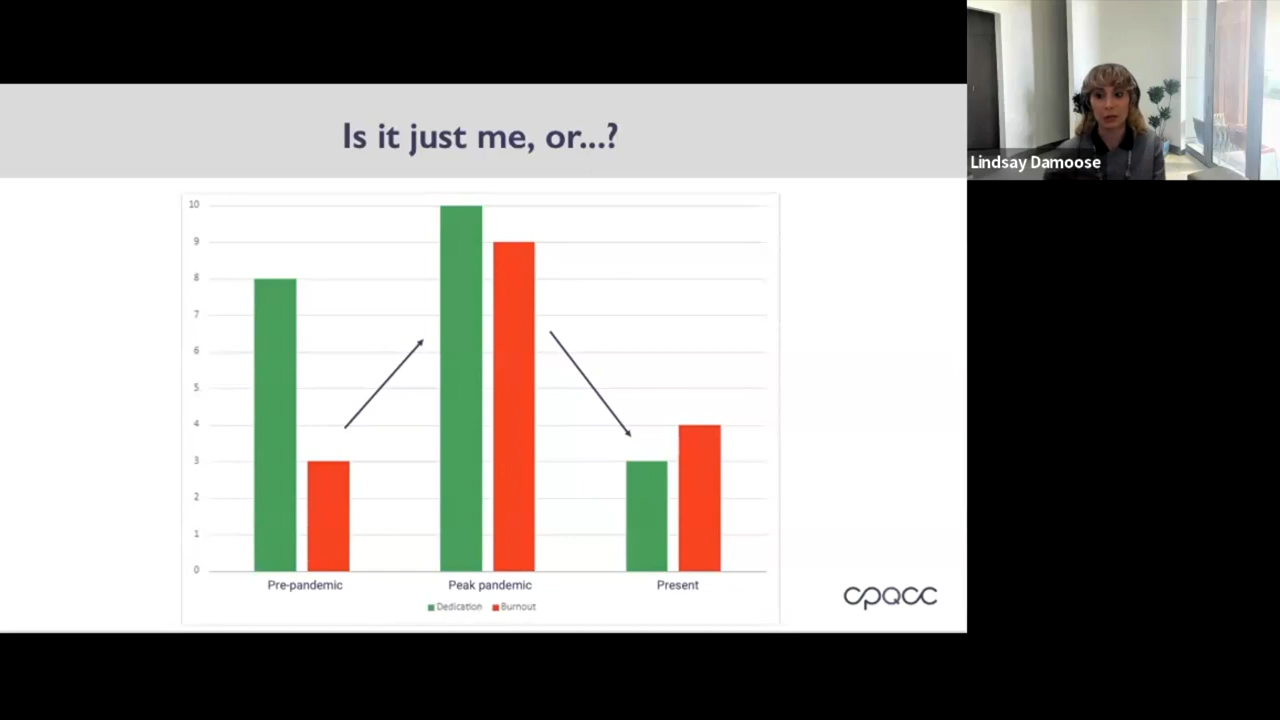 Is it just me, or...?
Lindsay Damoose
10
9
8
7
6
5
4
3
2
1
0
Pre-pandemic Peak pandemic Present
Dedication Burnout
cpqcc